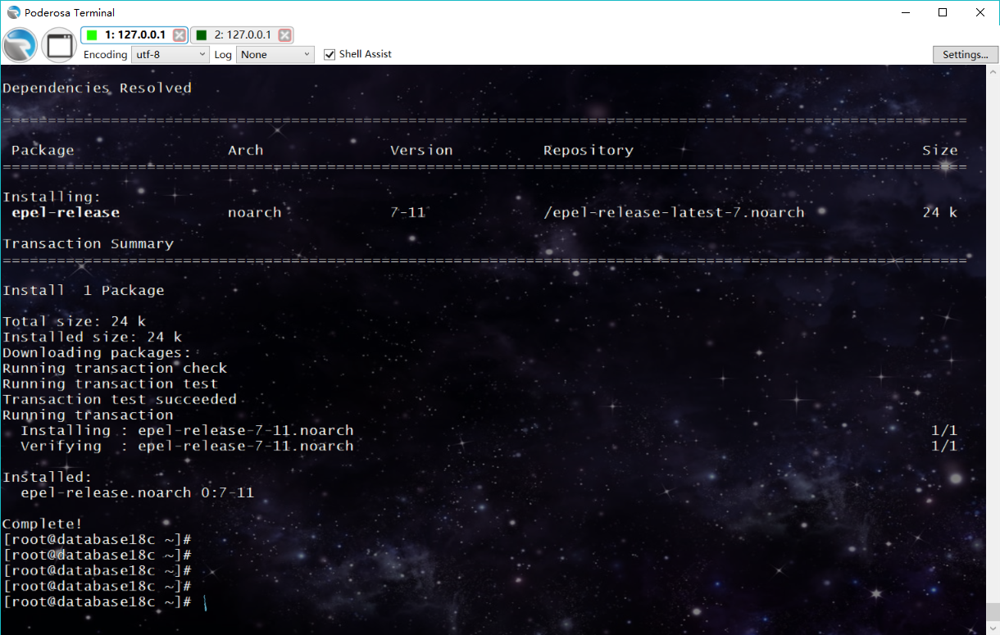 Poderosa Terminal
1: 127.0.0.1 2: 127.0.0.1
Encoding utf-8 Log None Shell Assist Settings...
Dependencies Resolved
================================================================================
Package Arch Version Repository Size
================================================================================
Installing:
epel-release noarch 7-11 /epel-release-latest-7.noarch 24 k
Transaction Summary
================================================================================
Install 1 Package
Total size: 24 k
Installed size: 24 k
Downloading packages:
Running transaction check
Running transaction test
Transaction test succeeded
Running transaction
Installing : epel-release-7-11.noarch 1/1
Verifying : epel-release-7-11.noarch 1/1
Installed:
epel-release.noarch 0:7-11
Complete!
[root@database18c ~]#
[root@database18c ~]#
[root@database18c ~]#
[root@database18c ~]#
[root@database18c ~]#